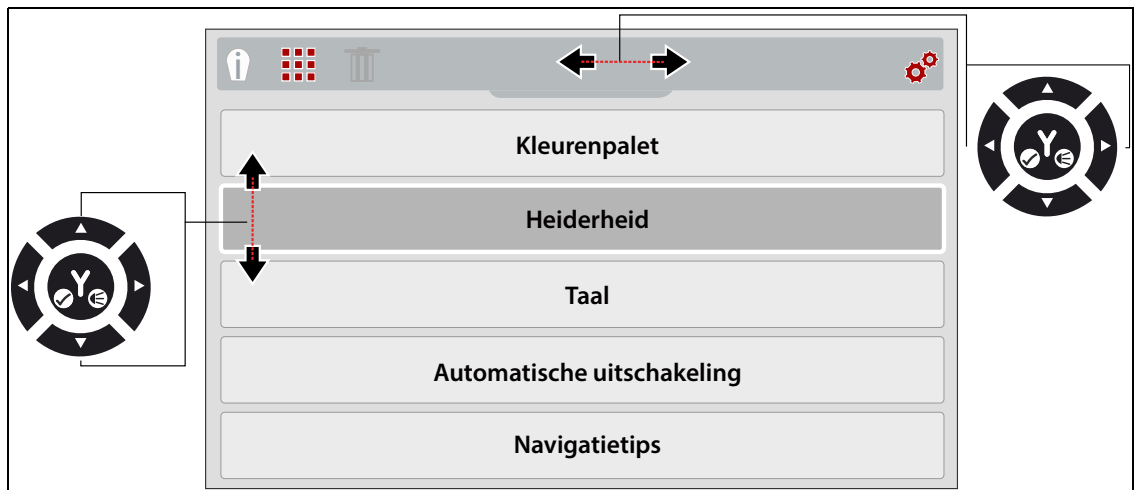 Kleurenpalet
Heiderheid
Taal
Automatische uitschakeling
Navigatietips